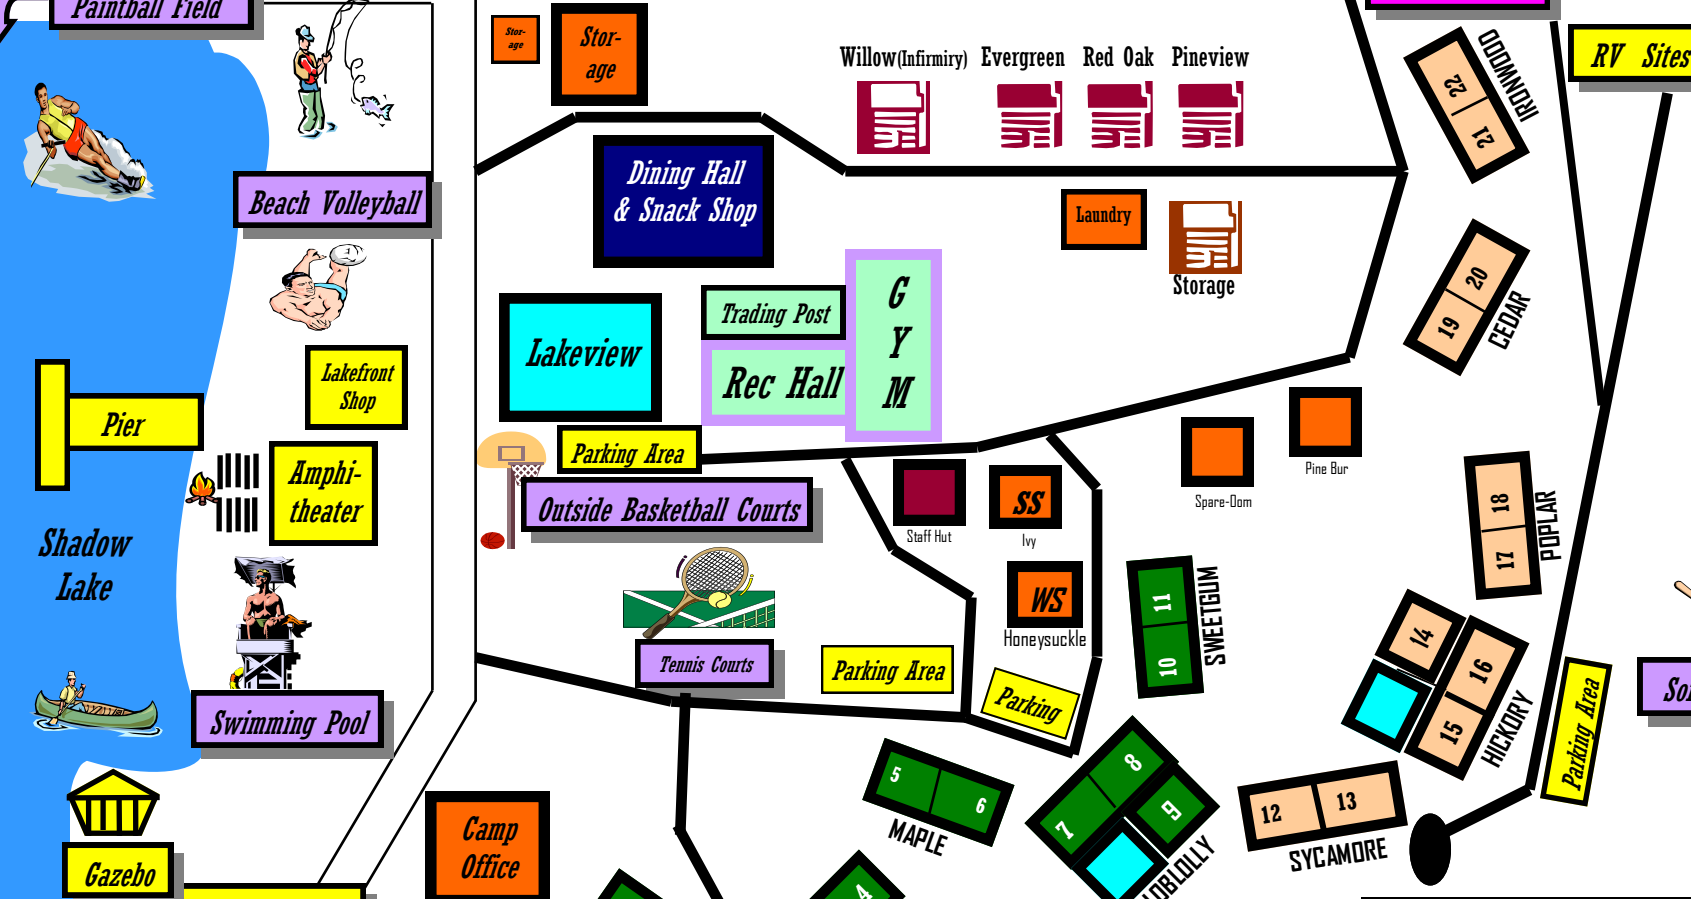 Paintball Field
Stor-
age
Stor-
age
Willow(Infirmiry)
Evergreen
Red Oak
Pineview
IRONWOOD
22
21
RV Sites
Dining Hall
& Snack Shop
Beach Volleyball
Laundry
Storage
CEDAR
20
19
G
Y
M
Trading Post
Rec Hall
Lakeview
Lakefront
Shop
Pier
Parking Area
Amphi-
theater
Outside Basketball Courts
Staff Hut
SS
Ivy
Spare-Oom
Pine Bur
POPLAR
18
17
Shadow
Lake
WS
Honeysuckle
SWEETGUM
11
10
14
16
15
HICKORY
Tennis Courts
Parking Area
Parking
Parking Area
Swimming Pool
5
6
MAPLE
8
7
9
LOBLOLLY
12
13
SYCAMORE
Camp
Office
Gazebo
4